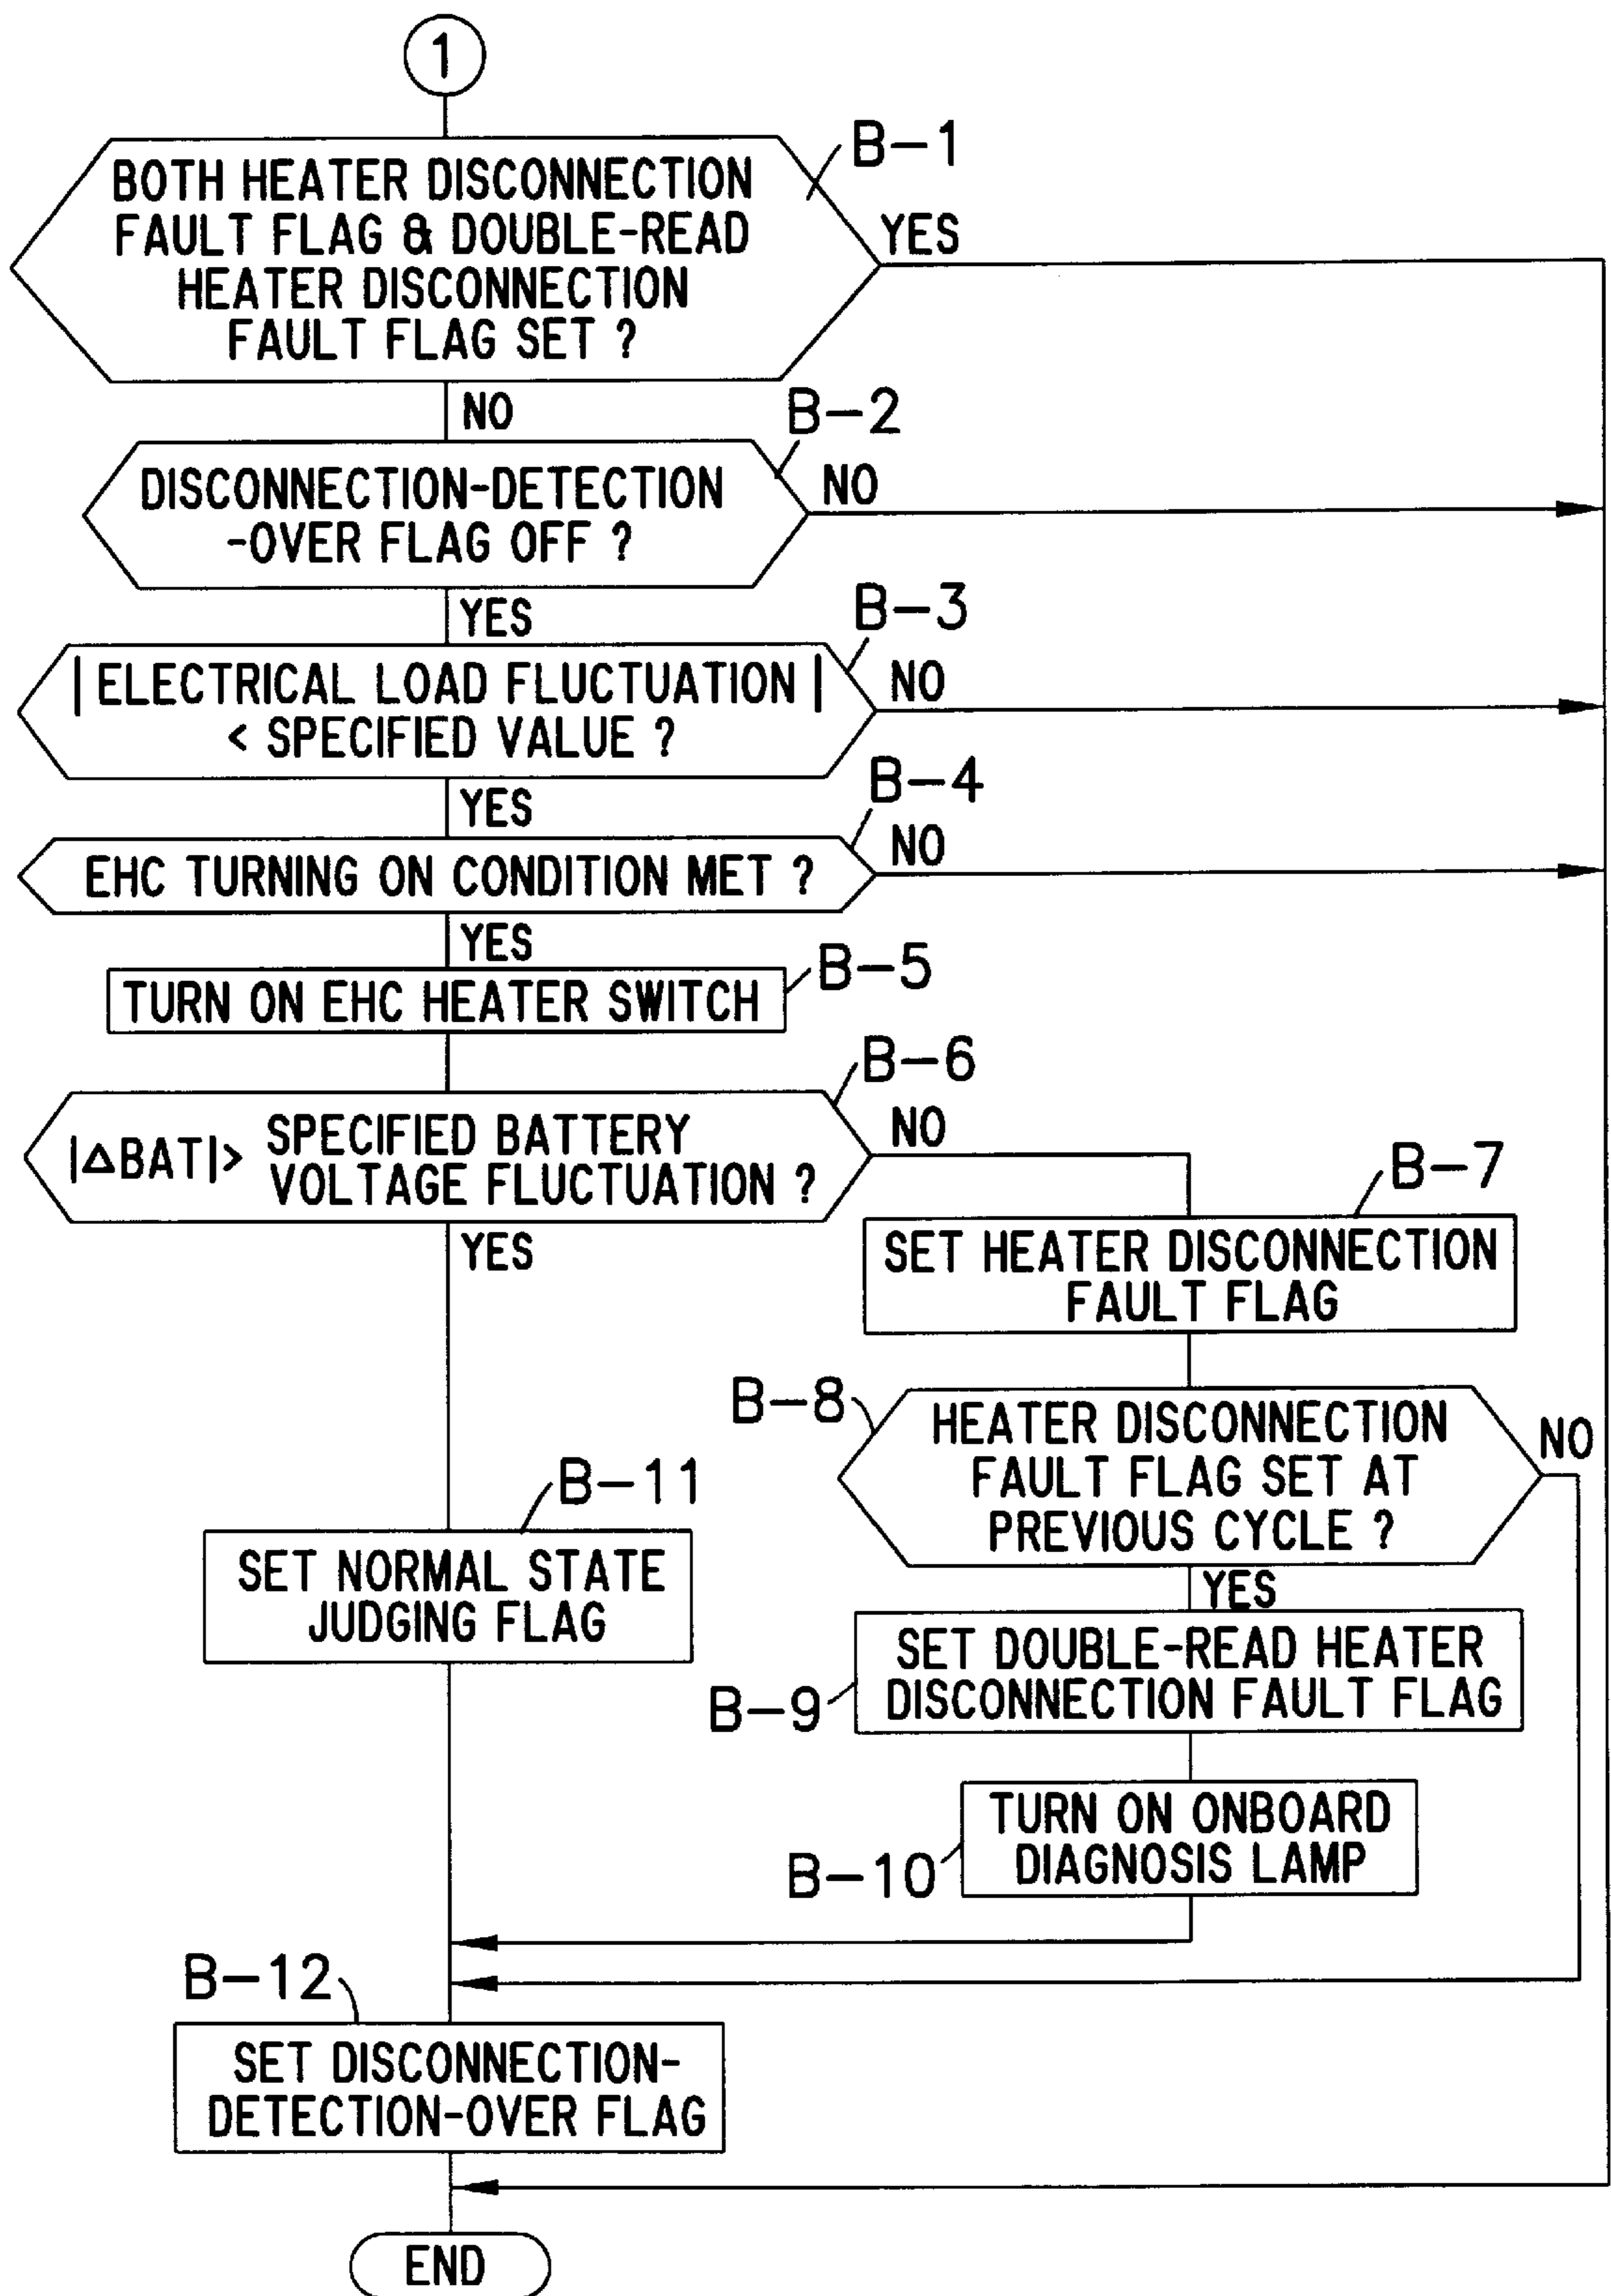 1
B-1
BOTH HEATER DISCONNECTION
FAULT FLAG & DOUBLE-READ
HEATER DISCONNECTION
FAULT FLAG SET ?
YES
NO
B-2
DISCONNECTION-DETECTION
-OVER FLAG OFF ?
NO
YES
B-3
|ELECTRICAL LOAD FLUCTUATION|
< SPECIFIED VALUE ?
NO
YES
B-4
EHC TURNING ON CONDITION MET ?
NO
YES
B-5
TURN ON EHC HEATER SWITCH
B-6
|△BAT|> SPECIFIED BATTERY
VOLTAGE FLUCTUATION ?
NO
YES
B-7
SET HEATER DISCONNECTION
FAULT FLAG
B-8
HEATER DISCONNECTION
FAULT FLAG SET AT
PREVIOUS CYCLE ?
NO
YES
B-11
SET NORMAL STATE
JUDGING FLAG
B-9
SET DOUBLE-READ HEATER
DISCONNECTION FAULT FLAG
B-10
TURN ON ONBOARD
DIAGNOSIS LAMP
B-12
SET DISCONNECTION-
DETECTION-OVER FLAG
END